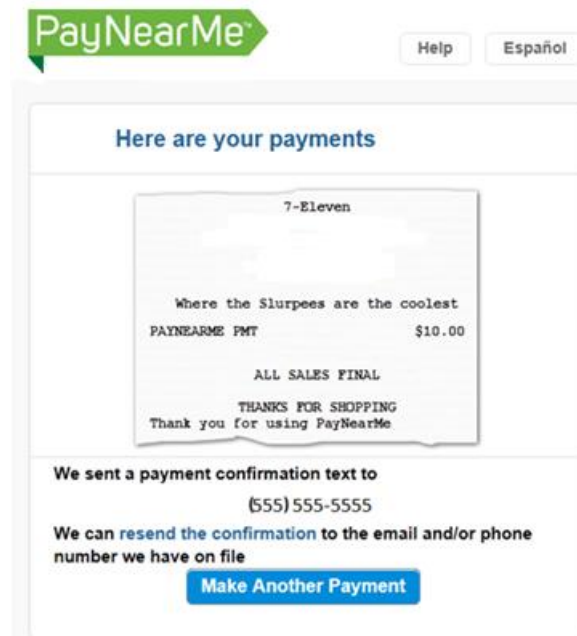 PayNearMe™
Help
Español
Here are your payments
7-Eleven
Where the Slurpees are the coolest
PAYNEARME PMT $10.00
ALL SALES FINAL
THANKS FOR SHOPPING
Thank you for using PayNearMe
We sent a payment confirmation text to
(555) 555-5555
We can resend the confirmation to the email and/or phone
number we have on file
Make Another Payment